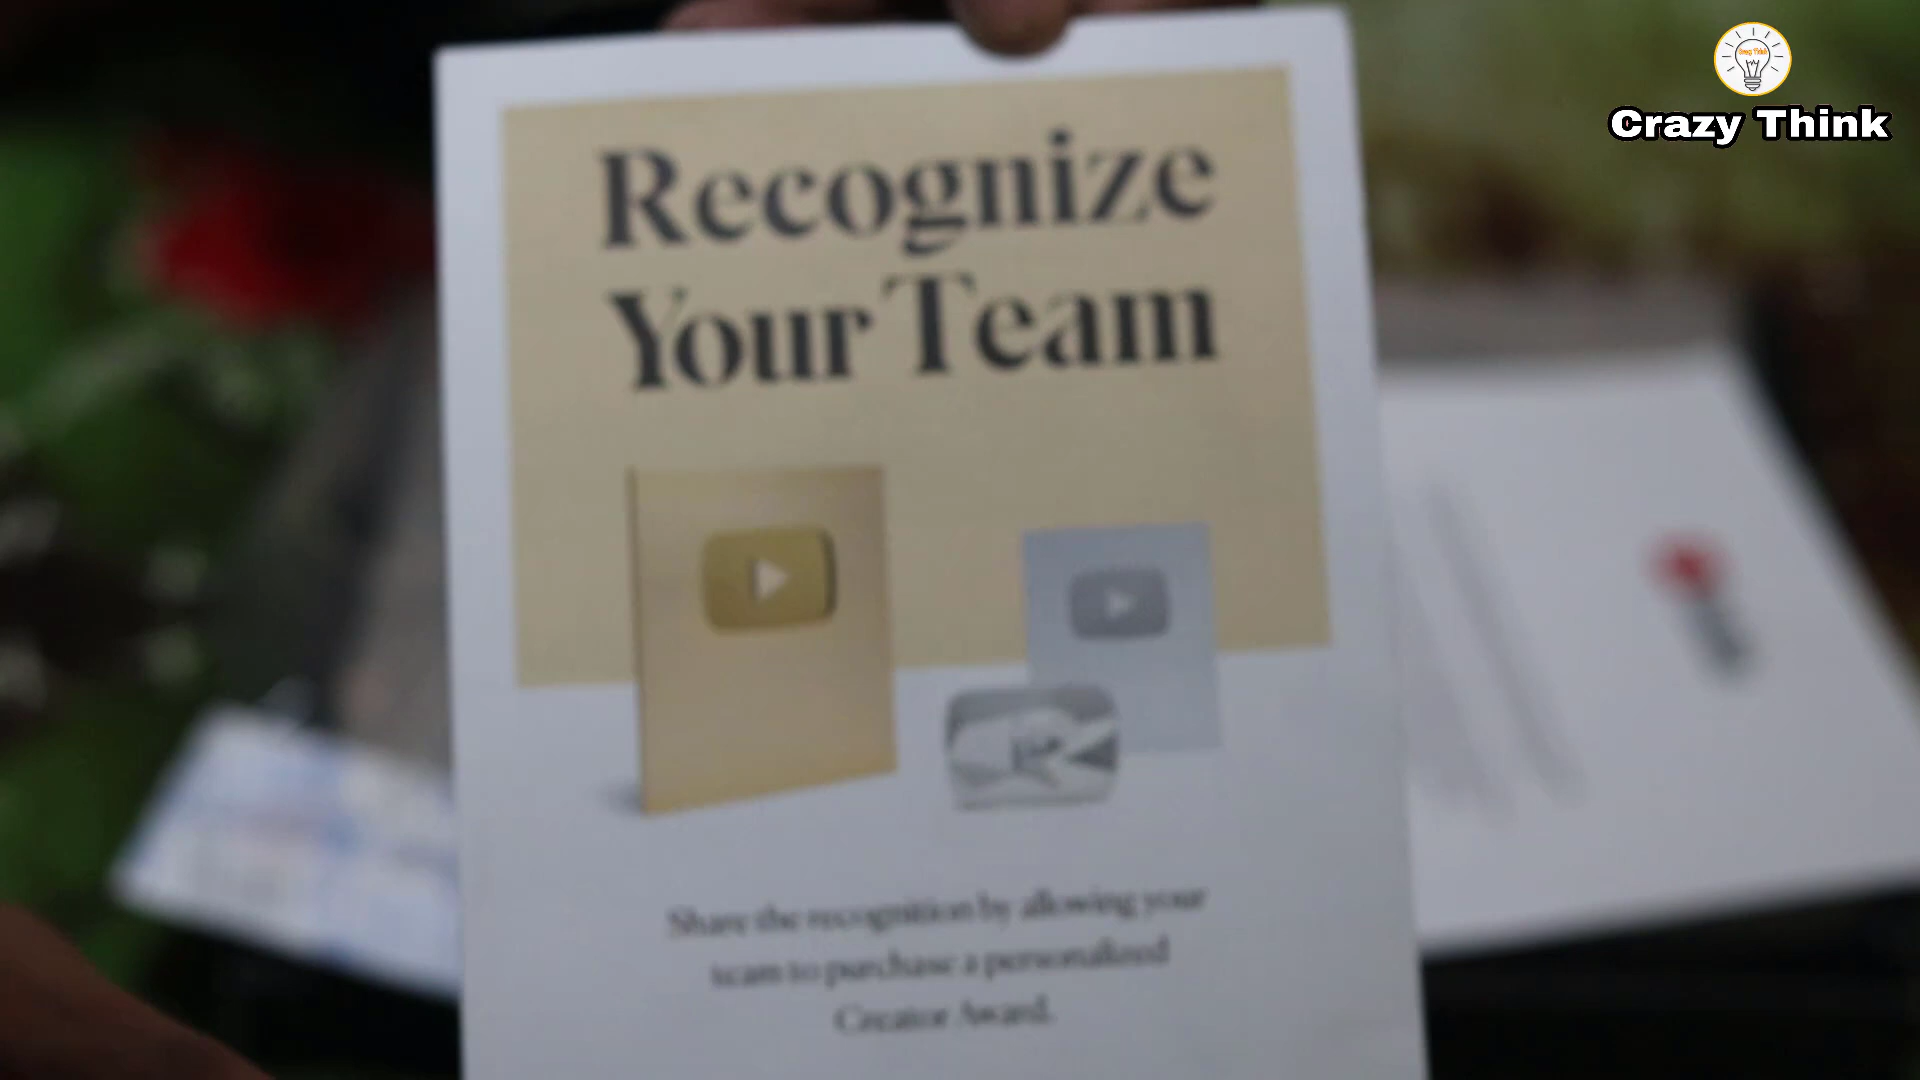 Crazy Think
Recognize
Your Team
Share the recognition by allowing your
team to purchase a personalized
Creator Award.